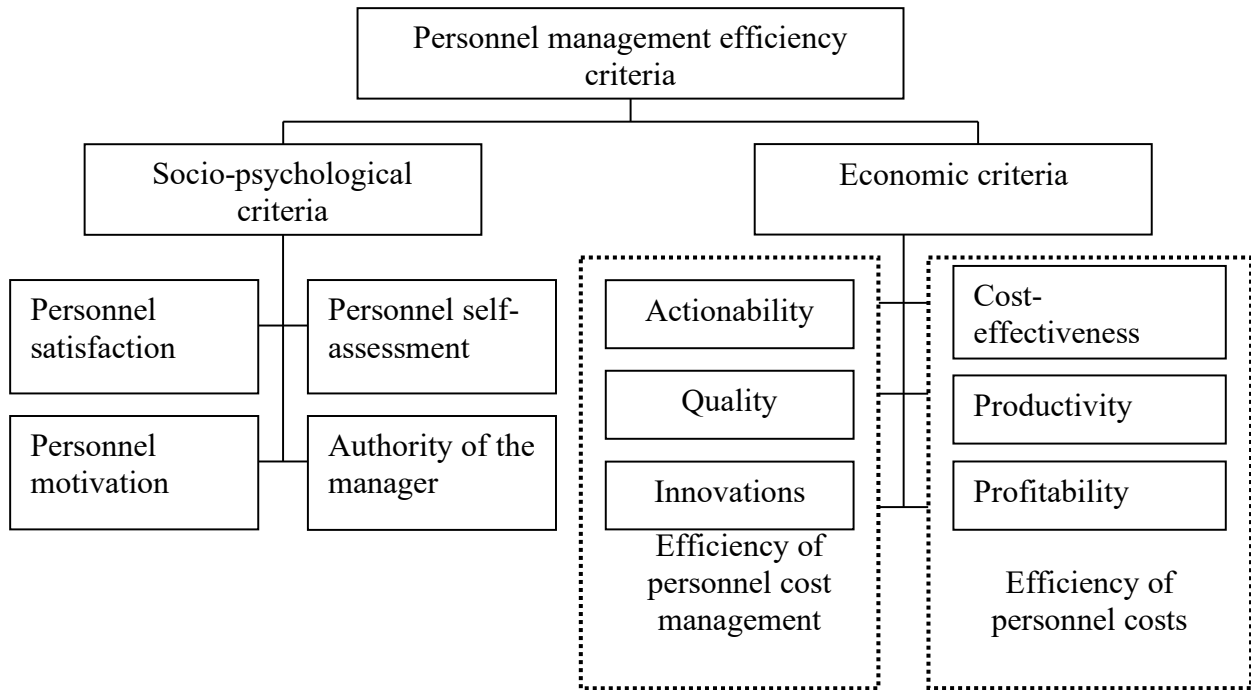 Personnel management efficiency
criteria
Socio-psychological
criteria
Economic criteria
Personnel
satisfaction
Personnel self-
assessment
Personnel
motivation
Authority of the
manager
Actionability
Quality
Innovations
Efficiency of
personnel cost
management
Cost-
effectiveness
Productivity
Profitability
Efficiency of
personnel costs